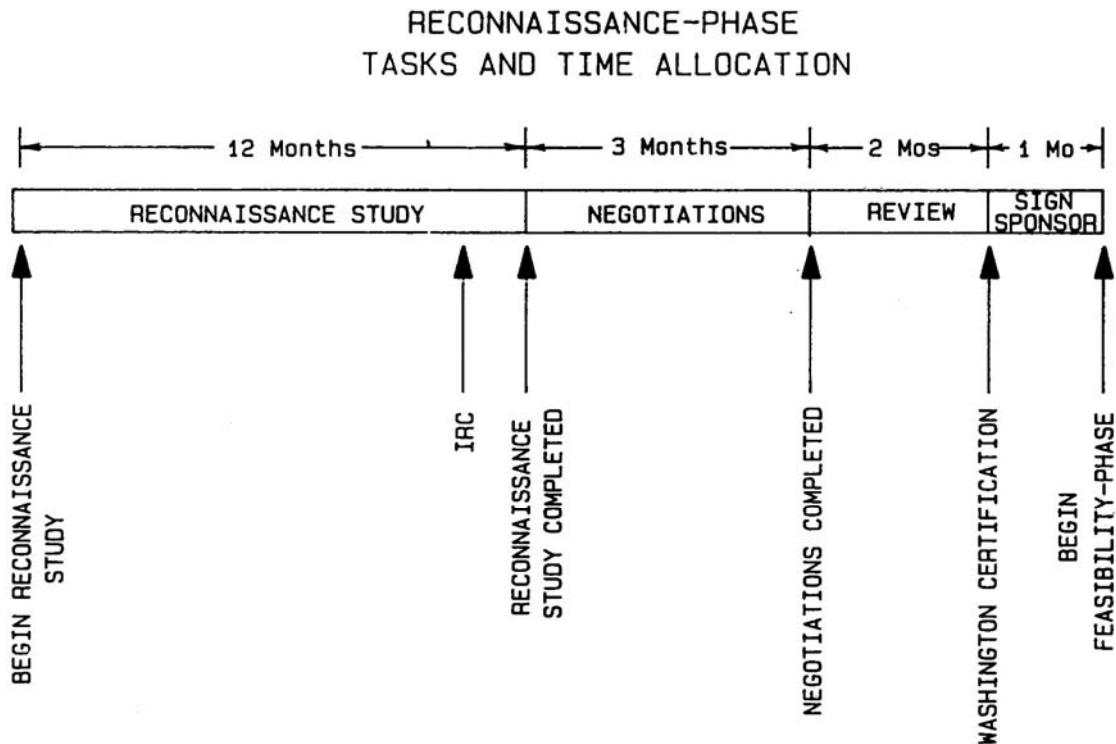 RECONNAISSANCE-PHASE
TASKS AND TIME ALLOCATION
12 Months
3 Months
2 Mos
1 Mo
RECONNAISSANCE STUDY
NEGOTIATIONS
REVIEW
SIGN
SPONSOR
BEGIN RECONNAISSANCE
STUDY
IRC
RECONNAISSANCE
STUDY COMPLETED
NEGOTIATIONS COMPLETED
WASHINGTON CERTIFICATION
BEGIN
FEASIBILITY-PHASE